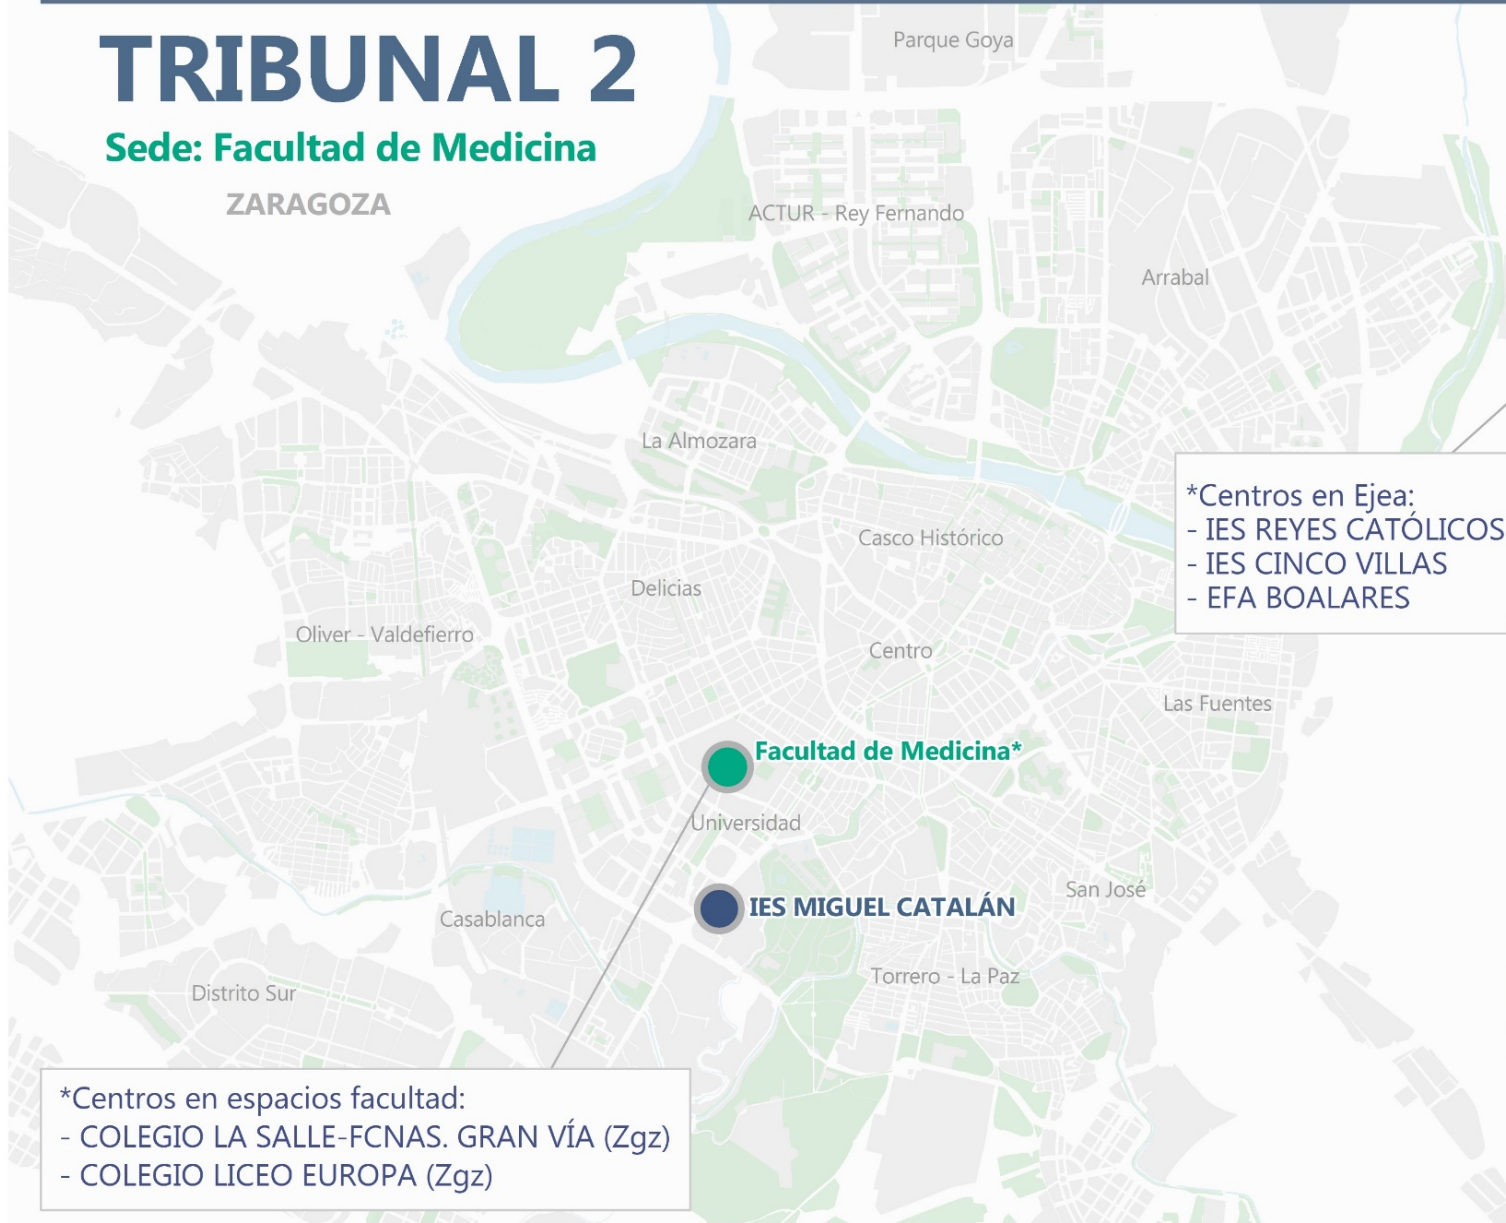 TRIBUNAL 2
Sede: Facultad de Medicina
ZARAGOZA
Parque Goya
ACTUR - Rey Fernando
Arrabal
La Almozara
*Centros en Ejea:
- IES REYES CATÓLICOS
- IES CINCO VILLAS
- EFA BOALARES
Casco Histórico
Delicias
Oliver - Valdefierro
Centro
Las Fuentes
Facultad de Medicina*
Universidad
San José
IES MIGUEL CATALÁN
Casablanca
Torrero - La Paz
Distrito Sur
*Centros en espacios facultad:
- COLEGIO LA SALLE-FCNAS. GRAN VÍA (Zgz)
- COLEGIO LICEO EUROPA (Zgz)